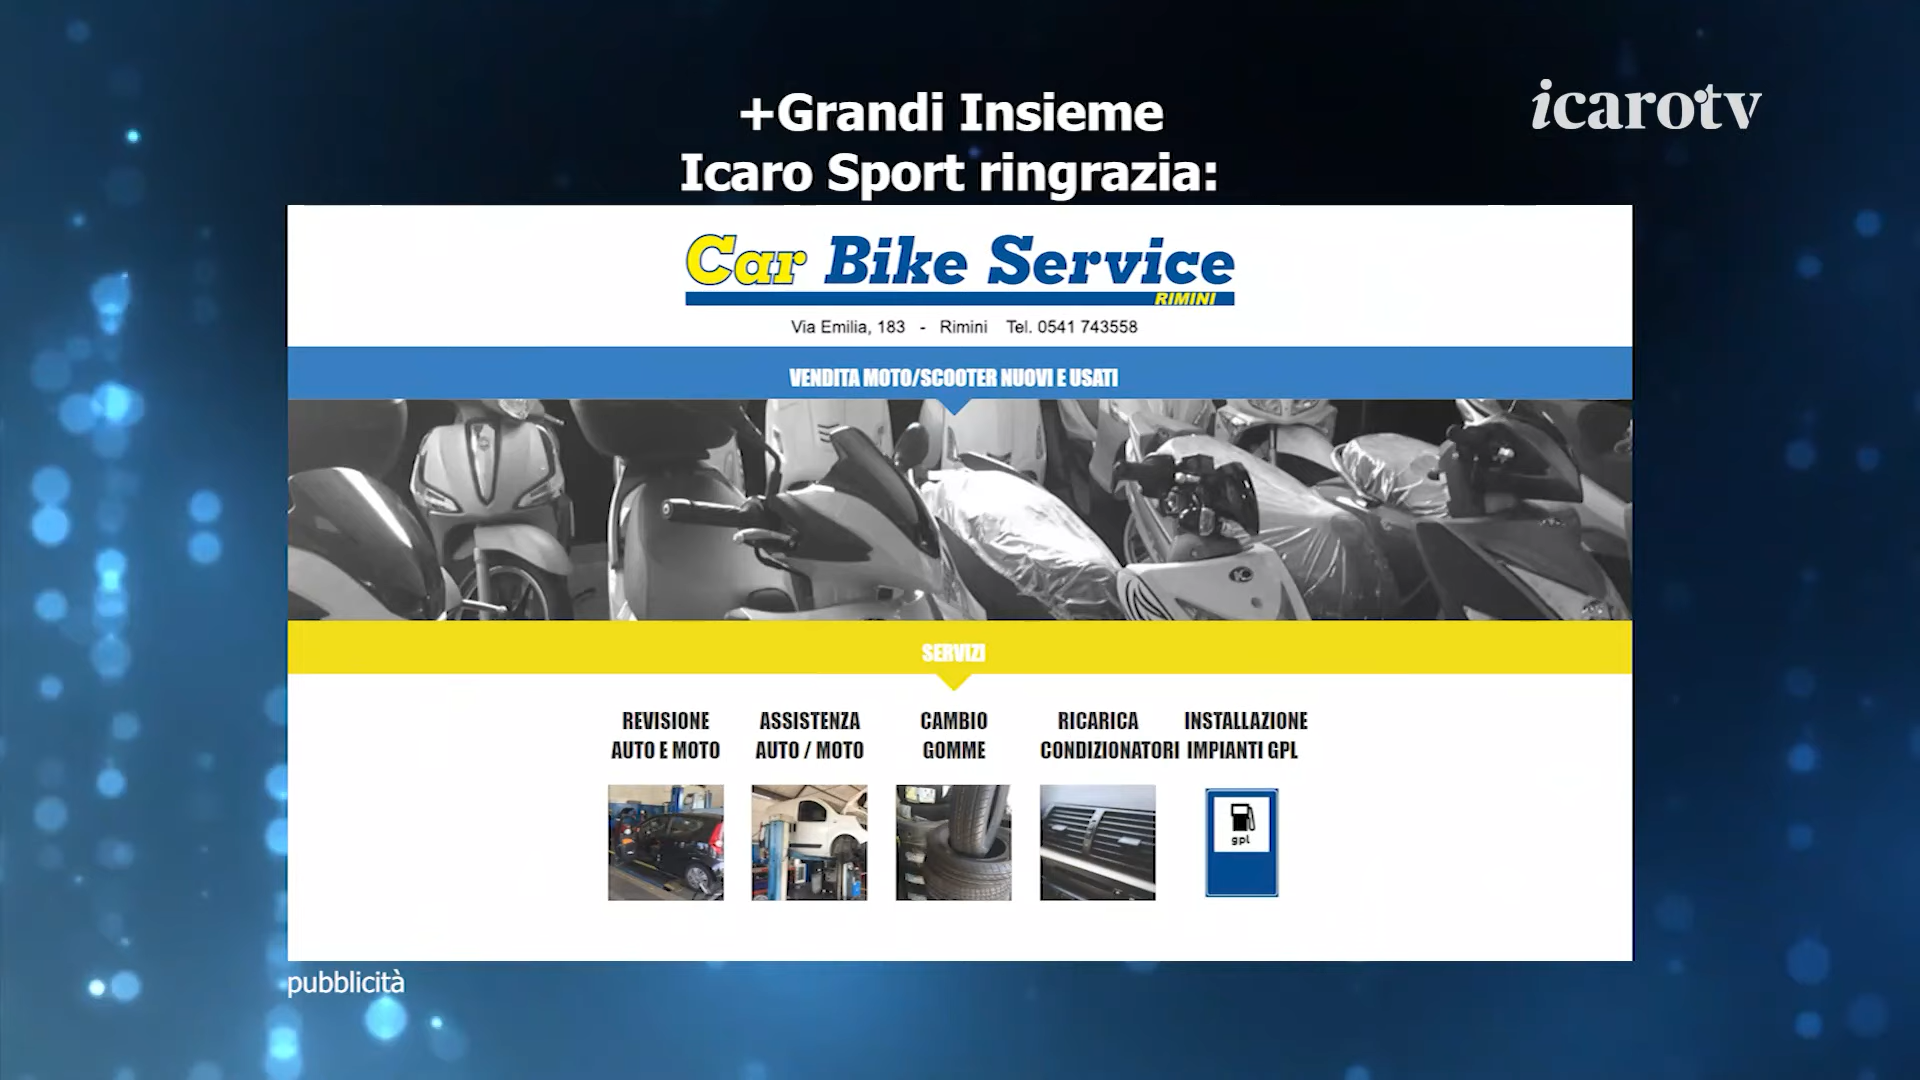 icarotv
+Grandi Insieme
Icaro Sport ringrazia:
Car Bike Service
RIMINI
Via Emilia, 183 - Rimini Tel. 0541 743558
VENDITA MOTO/SCOOTER NUOVI E USATI
SERVIZI
REVISIONE
AUTO E MOTO
ASSISTENZA
AUTO / MOTO
CAMBIO
GOMME
RICARICA
CONDIZIONATORI
INSTALLAZIONE
IMPIANTI GPL
gpl
pubblicità